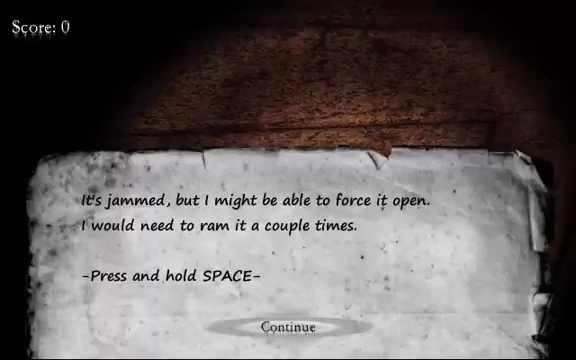 Score: 0
It's jammed, but I might be able to force it open.
I would need to ram it a couple times.
-Press and hold SPACE-
Continue